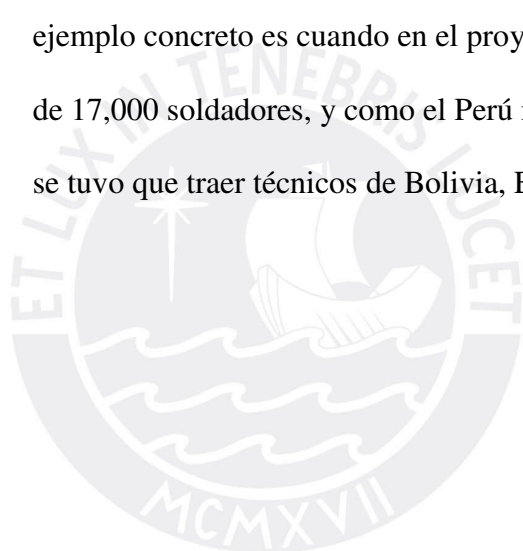 ejemplo concreto es cuando en el
de 17,000 soldadores, y como el Perú
se tuvo que traer técnicos de Bolivia,
ET LUX IN TENEBRIS LUCET
MCMXVII